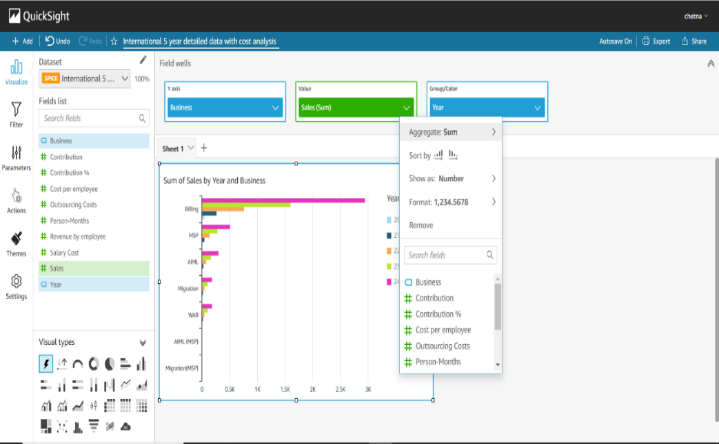 QuickSight
chetna
+ Add
Undo
Redo
International 5 year detailed data with cost analysis
Autosave On
Export
Share
Visualize
Filter
Parameters
Actions
Themes
Settings
Dataset
SPICE International 5 ...
100%
Fields list
Search fields
Business
Contribution
Contribution %
Cost per employee
Outsourcing Costs
Person-Months
Revenue by employee
Salary Cost
Sales
Year
Visual types
Field wells
Y axis
Business
Value
Sales (Sum)
Group/Color
Year
Sheet 1
Sum of Sales by Year and Business
Billing
MSP
AIML
Migration
WAR
AIML (MSP)
Migration(MSP)
0 0.5K 1K 1.5K 2K 2.5K 3K
Year
20
21
22
23
24
Aggregate: Sum
Sort by
Show as: Number
Format: 1,234.5678
Remove
Search fields
Business
Contribution
Contribution %
Cost per employee
Outsourcing Costs
Person-Months